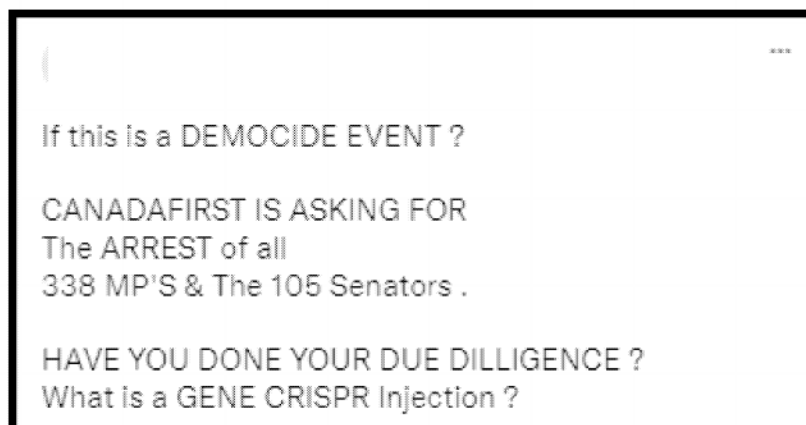 If this is a DEMOCIDE EVENT ?
CANADAFIRST IS ASKING FOR
The ARREST of all
338 MP'S & The 105 Senators .
HAVE YOU DONE YOUR DUE DILLIGENCE ?
What is a GENE CRISPR Injection ?